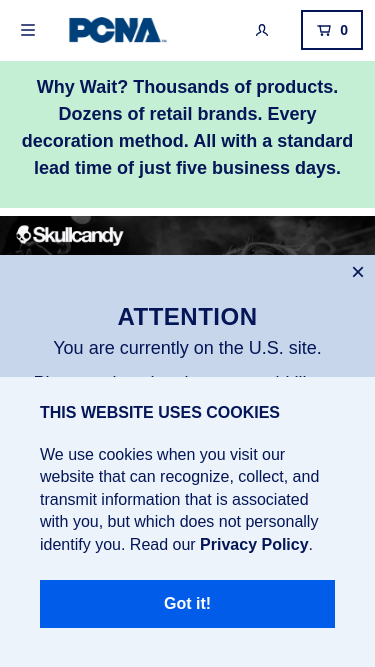 PCNA
0
Why Wait? Thousands of products.
Dozens of retail brands. Every
decoration method. All with a standard
lead time of just five business days.
Skullcandy
ATTENTION
You are currently on the U.S. site.
THIS WEBSITE USES COOKIES
We use cookies when you visit our
website that can recognize, collect, and
transmit information that is associated
with you, but which does not personally
identify you. Read our Privacy Policy.
Got it!